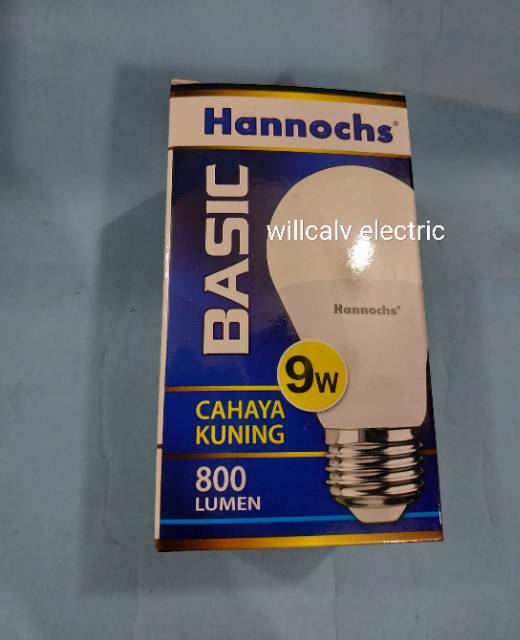 Hannochs®
BASIC
willcalv electric
Hannochs®
9W
CAHAYA
KUNING
800
LUMEN